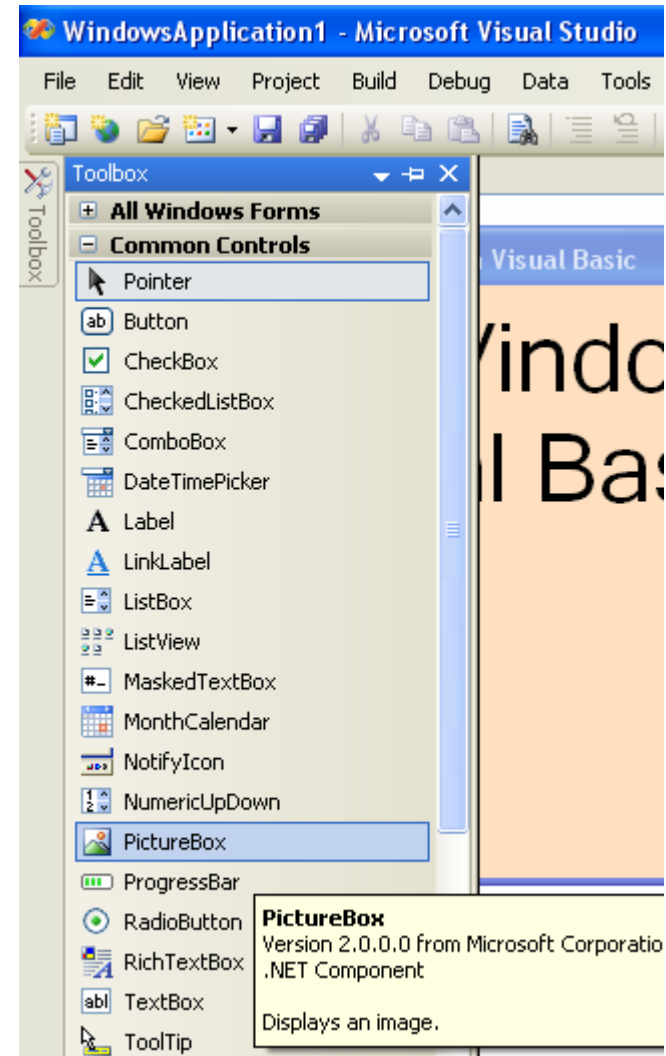 WindowsApplication1 - Microsoft Visual Studio
File Edit View Project Build Debug Data Tools
Toolbox
Toolbox
All Windows Forms
Common Controls
Visual Basic
Pointer
Button
CheckBox
CheckedListBox
ComboBox
DateTimePicker
Label
LinkLabel
ListBox
ListView
MaskedTextBox
MonthCalendar
NotifyIcon
NumericUpDown
PictureBox
ProgressBar
RadioButton
RichTextBox
TextBox
ToolTip
indo
l Bas
PictureBox
Version 2.0.0.0 from Microsoft Corporatio
.NET Component
Displays an image.